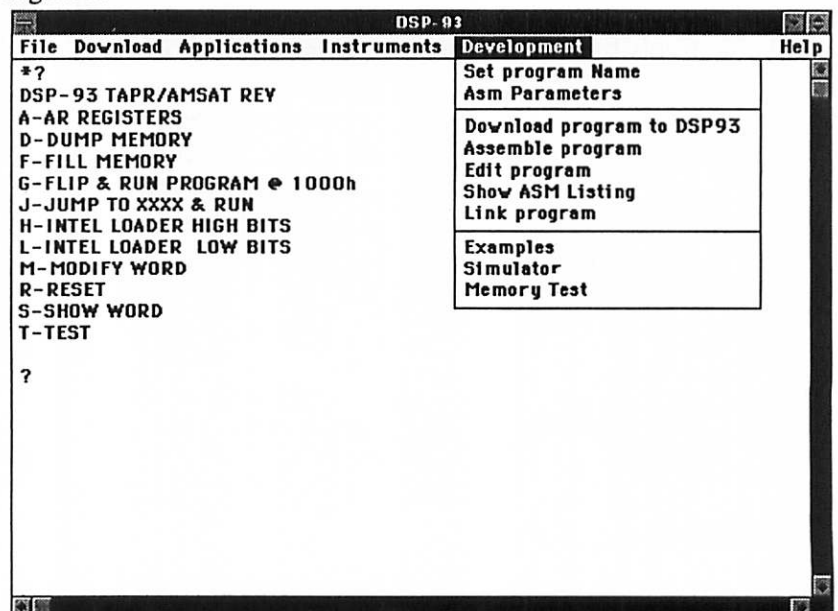 DSP-93
File Download Applications Instruments Development Help
*?
DSP-93 TAPR/AMSAT REV
A-AR REGISTERS
D-DUMP MEMORY
F-FILL MEMORY
G-FLIP & RUN PROGRAM @ 1000h
J-JUMP TO XXXX & RUN
H-INTEL LOADER HIGH BITS
L-INTEL LOADER LOW BITS
M-MODIFY WORD
R-RESET
S-SHOW WORD
T-TEST
?
Set program Name
Asm Parameters
Download program to DSP93
Assemble program
Edit program
Show ASM Listing
Link program
Examples
Simulator
Memory Test